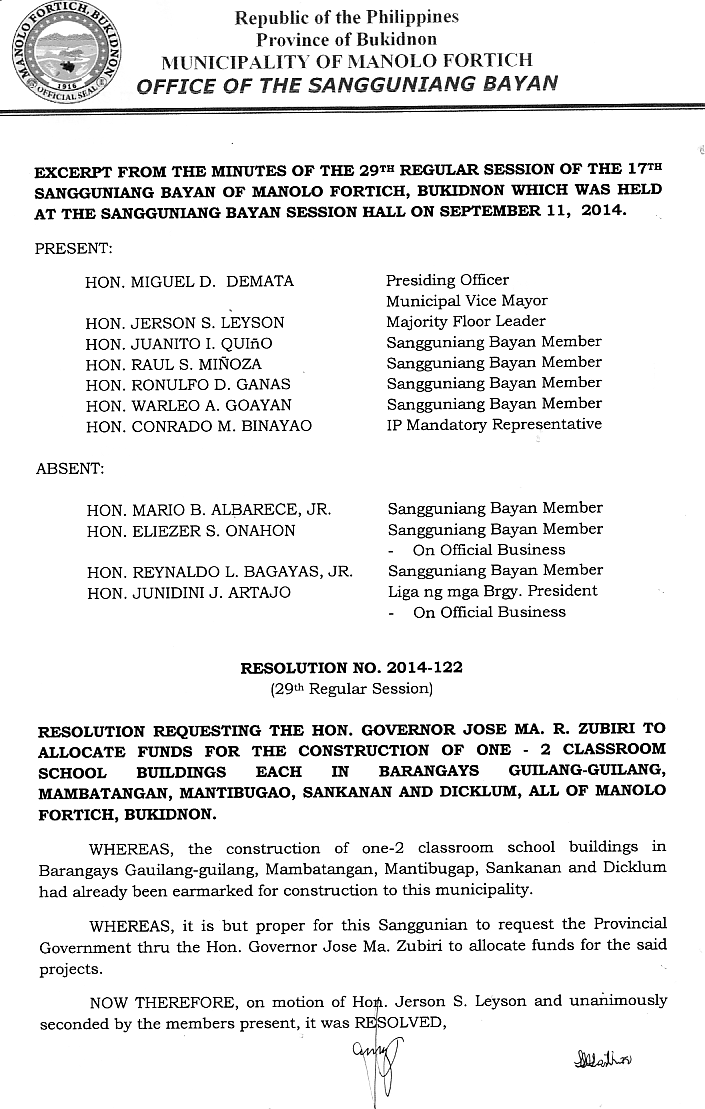 MANOLO FORTICH, BUKIDNON
1916
OFFICIAL SEAL
Republic of the Philippines
Province of Bukidnon
MUNICIPALITY OF MANOLO FORTICH
OFFICE OF THE SANGGUNIANG BAYAN
EXCERPT FROM THE MINUTES OF THE 29TH REGULAR SESSION OF THE 17TH
SANGGUNIANG BAYAN OF MANOLO FORTICH, BUKIDNON WHICH WAS HELD
AT THE SANGGUNIANG BAYAN SESSION HALL ON SEPTEMBER 11, 2014.
PRESENT:
HON. MIGUEL D. DEMATA Presiding Officer
Municipal Vice Mayor
HON. JERSON S. LEYSON Majority Floor Leader
HON. JUANITO I. QUIñO Sangguniang Bayan Member
HON. RAUL S. MIÑOZA Sangguniang Bayan Member
HON. RONULFO D. GANAS Sangguniang Bayan Member
HON. WARLEO A. GOAYAN Sangguniang Bayan Member
HON. CONRADO M. BINAYAO IP Mandatory Representative
ABSENT:
HON. MARIO B. ALBARECE, JR. Sangguniang Bayan Member
HON. ELIEZER S. ONAHON Sangguniang Bayan Member
- On Official Business
HON. REYNALDO L. BAGAYAS, JR. Sangguniang Bayan Member
HON. JUNIDINI J. ARTAJO Liga ng mga Brgy. President
- On Official Business
RESOLUTION NO. 2014-122
(29th Regular Session)
RESOLUTION REQUESTING THE HON. GOVERNOR JOSE MA. R. ZUBIRI TO
ALLOCATE FUNDS FOR THE CONSTRUCTION OF ONE - 2 CLASSROOM
SCHOOL BUILDINGS EACH IN BARANGAYS GUILANG-GUILANG,
MAMBATANGAN, MANTIBUGAO, SANKANAN AND DICKLUM, ALL OF MANOLO
FORTICH, BUKIDNON.
WHEREAS, the construction of one-2 classroom school buildings in
Barangays Gauilang-guilang, Mambatangan, Mantibugap, Sankanan and Dicklum
had already been earmarked for construction to this municipality.
WHEREAS, it is but proper for this Sanggunian to request the Provincial
Government thru the Hon. Governor Jose Ma. Zubiri to allocate funds for the said
projects.
NOW THEREFORE, on motion of Hon. Jerson S. Leyson and unanimously
seconded by the members present, it was RESOLVED,